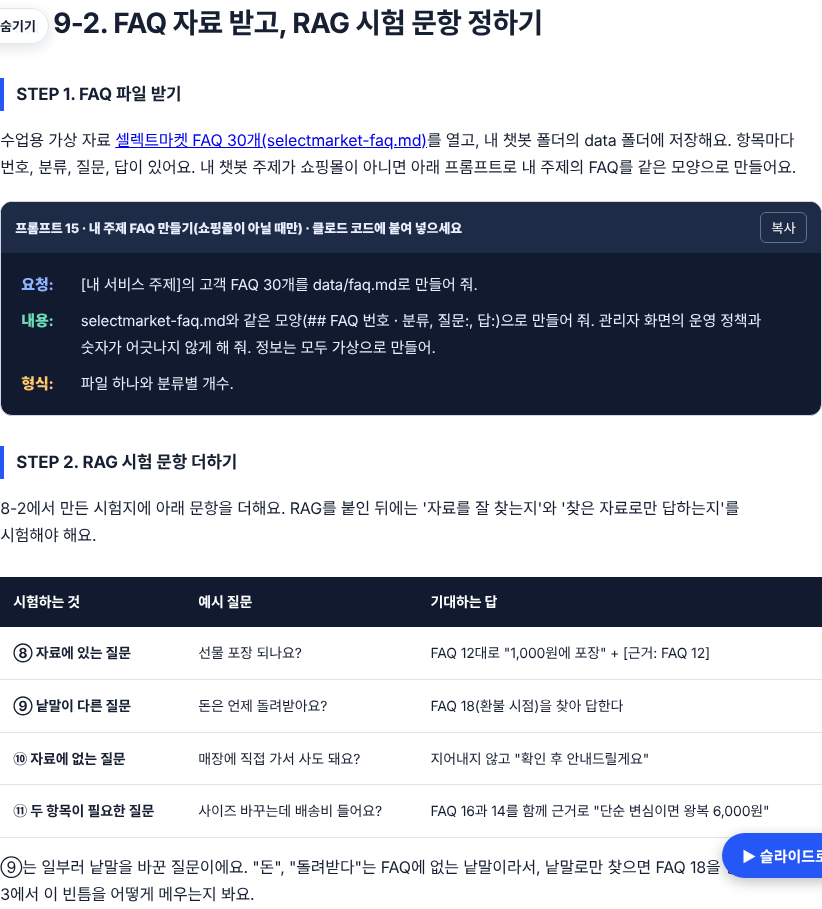 숨기기
9-2. FAQ 자료 받고, RAG 시험 문항 정하기
STEP 1. FAQ 파일 받기
수업용 가상 자료 셀렉트마켓 FAQ 30개(selectmarket-faq.md)를 열고, 내 챗봇 폴더의 data 폴더에 저장해요. 항목마다
번호, 분류, 질문, 답이 있어요. 내 챗봇 주제가 쇼핑몰이 아니면 아래 프롬프트로 내 주제의 FAQ를 같은 모양으로 만들어요.
프롬프트 15 · 내 주제 FAQ 만들기(쇼핑몰이 아닐 때만) · 클로드 코드에 붙여 넣으세요
복사
요청: [내 서비스 주제]의 고객 FAQ 30개를 data/faq.md로 만들어 줘.
내용: selectmarket-faq.md와 같은 모양(## FAQ 번호 · 분류, 질문:, 답:)으로 만들어 줘. 관리자 화면의 운영 정책과
숫자가 어긋나지 않게 해 줘. 정보는 모두 가상으로 만들어.
형식: 파일 하나와 분류별 개수.
STEP 2. RAG 시험 문항 더하기
8-2에서 만든 시험지에 아래 문항을 더해요. RAG를 붙인 뒤에는 '자료를 잘 찾는지'와 '찾은 자료로만 답하는지'를
시험해야 해요.
시험하는 것 예시 질문 기대하는 답
⑧ 자료에 있는 질문 선물 포장 되나요? FAQ 12대로 "1,000원에 포장" + [근거: FAQ 12]
⑨ 낱말이 다른 질문 돈은 언제 돌려받아요? FAQ 18(환불 시점)을 찾아 답한다
⑩ 자료에 없는 질문 매장에 직접 가서 사도 돼요? 지어내지 않고 "확인 후 안내드릴게요"
⑪ 두 항목이 필요한 질문 사이즈 바꾸는데 배송비 들어요? FAQ 16과 14를 함께 근거로 "단순 변심이면 왕복 6,000원"
⑨는 일부러 낱말을 바꾼 질문이에요. "돈", "돌려받다"는 FAQ에 없는 낱말이라서, 낱말로만 찾으면 FAQ 18을
▶ 슬라이드로
3에서 이 빈틈을 어떻게 메우는지 봐요.